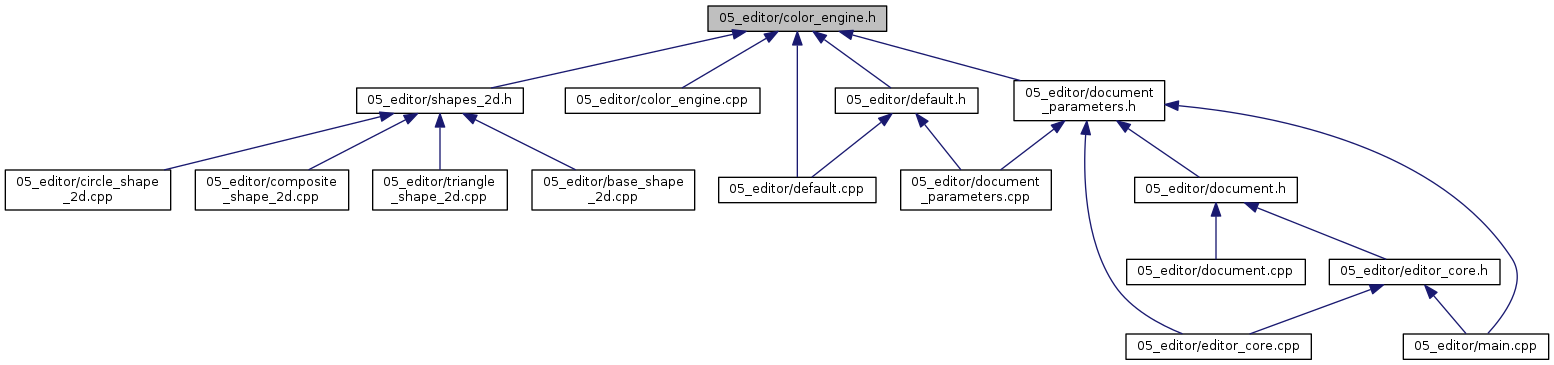 05_editor/color_engine.h
05_editor/shapes_2d.h
05_editor/color_engine.cpp
05_editor/default.h
05_editor/document
_parameters.h
05_editor/circle_shape
_2d.cpp
05_editor/composite
_shape_2d.cpp
05_editor/triangle
_shape_2d.cpp
05_editor/base_shape
_2d.cpp
05_editor/default.cpp
05_editor/document
_parameters.cpp
05_editor/document.h
05_editor/document.cpp
05_editor/editor_core.h
05_editor/editor_core.cpp
05_editor/main.cpp